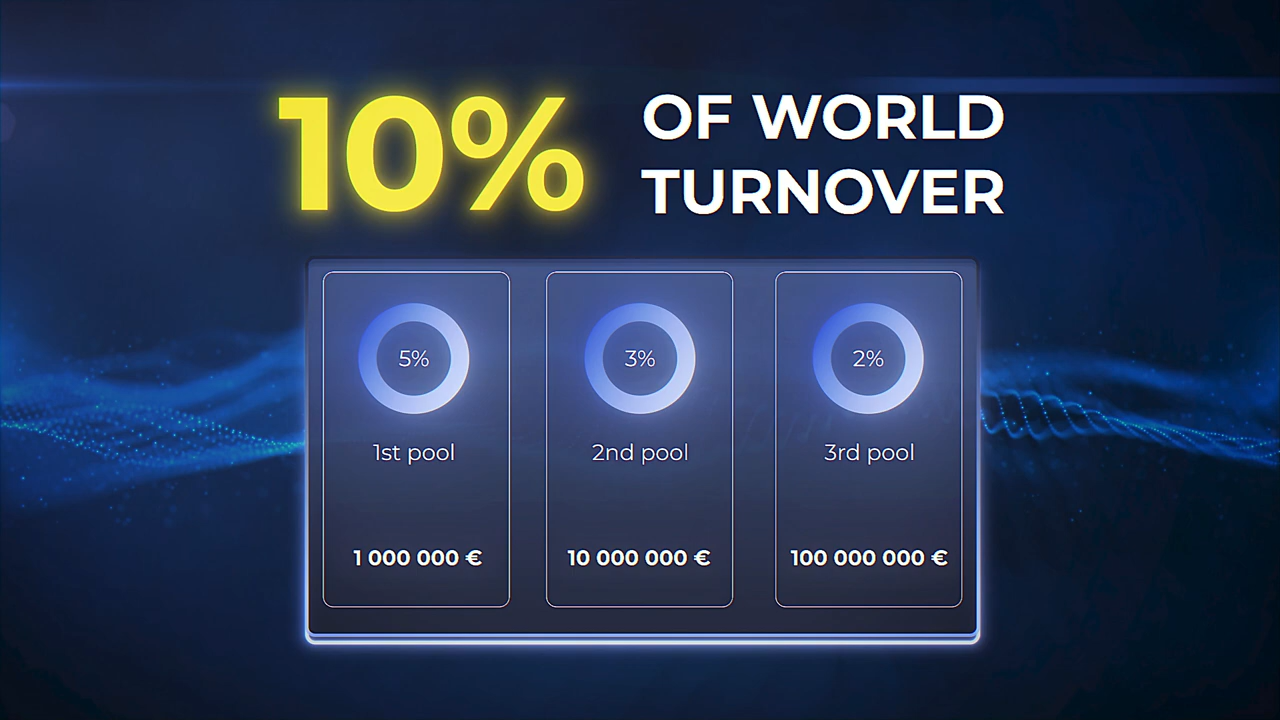 10%
OF WORLD
TURNOVER
5%
1st pool
1 000 000 €
3%
2nd pool
10 000 000 €
2%
3rd pool
100 000 000 €